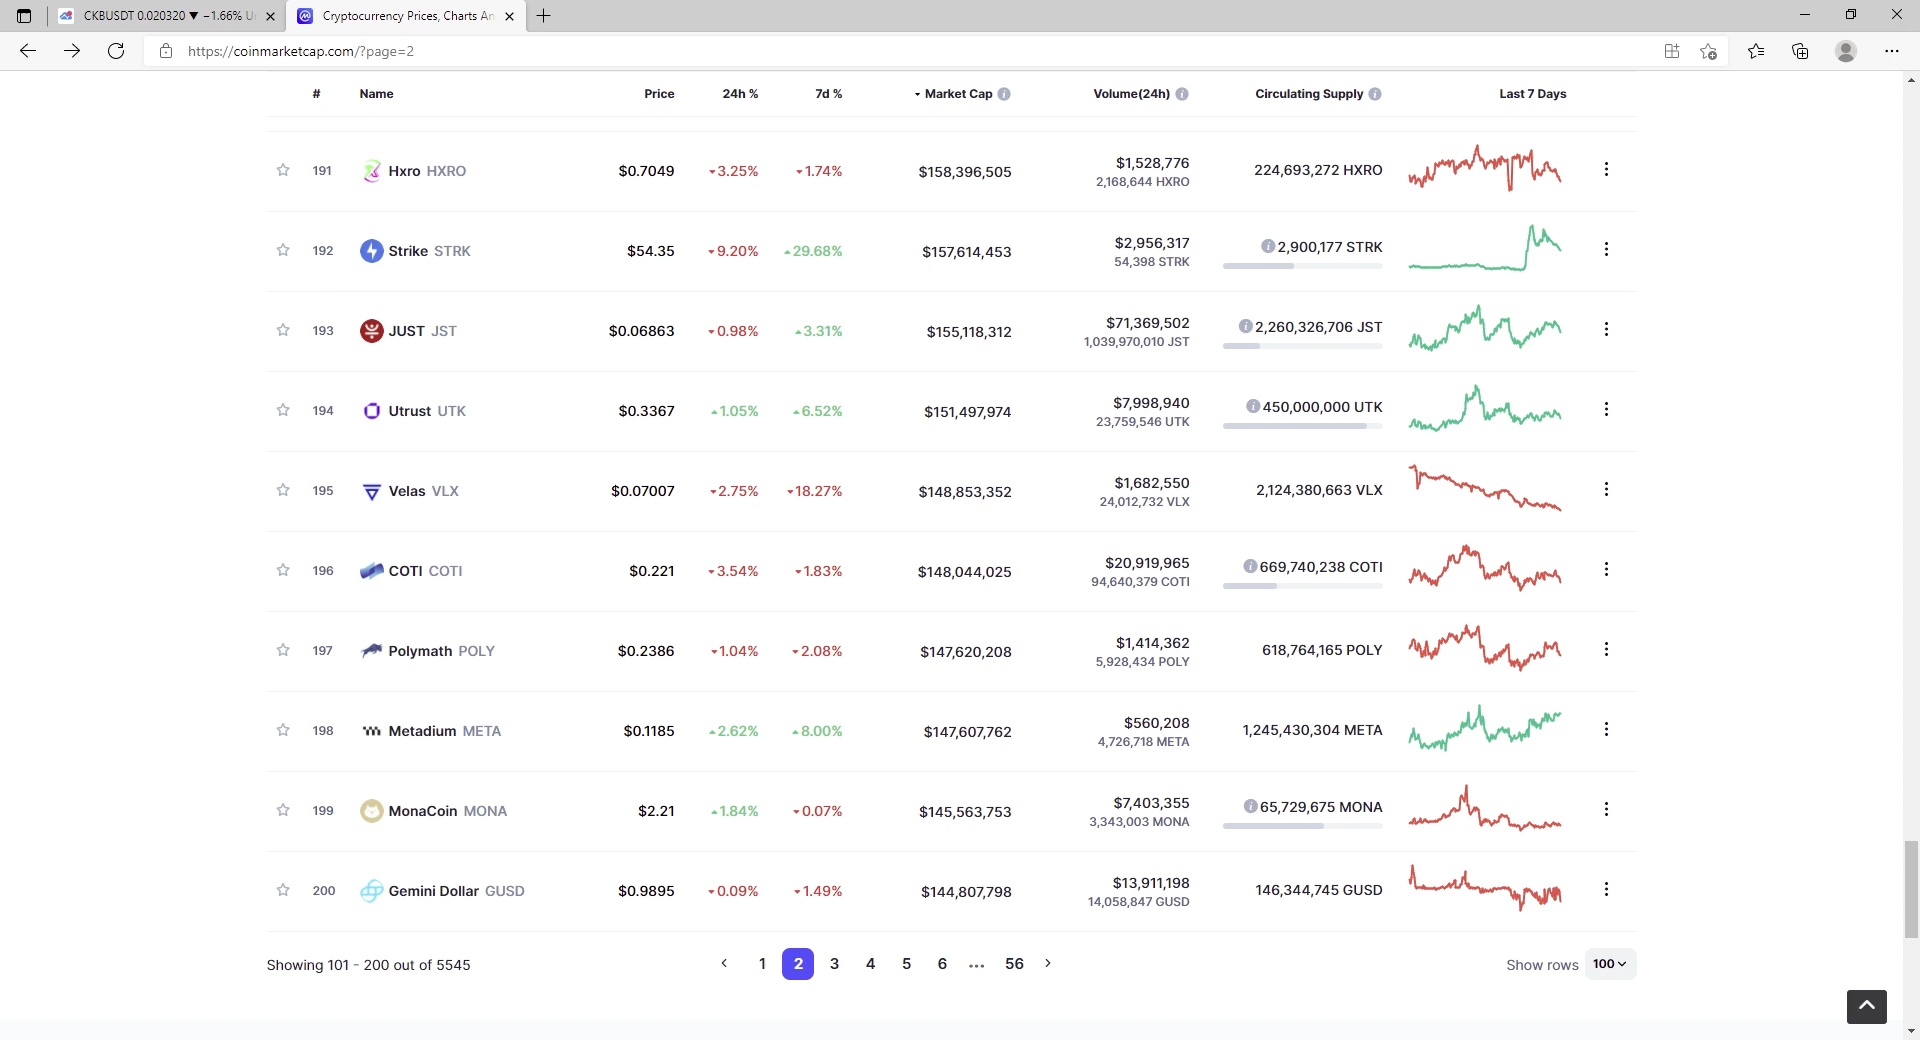 CKBUSDT 0.020320 ▼ −1.66% U
Cryptocurrency Prices, Charts An
https://coinmarketcap.com/?page=2
# Name Price 24h % 7d % Market Cap Volume(24h) Circulating Supply Last 7 Days
191 Hxro HXRO $0.7049 3.25% 1.74% $158,396,505 $1,528,776 224,693,272 HXRO
2,168,644 HXRO
192 Strike STRK $54.35 9.20% 29.68% $157,614,453 $2,956,317 2,900,177 STRK
54,398 STRK
193 JUST JST $0.06863 0.98% 3.31% $155,118,312 $71,369,502 2,260,326,706 JST
1,039,970,010 JST
194 Utrust UTK $0.3367 1.05% 6.52% $151,497,974 $7,998,940 450,000,000 UTK
23,759,546 UTK
195 Velas VLX $0.07007 2.75% 18.27% $148,853,352 $1,682,550 2,124,380,663 VLX
24,012,732 VLX
196 COTI COTI $0.221 3.54% 1.83% $148,044,025 $20,919,965 669,740,238 COTI
94,640,379 COTI
197 Polymath POLY $0.2386 1.04% 2.08% $147,620,208 $1,414,362 618,764,165 POLY
5,928,434 POLY
198 Metadium META $0.1185 2.62% 8.00% $147,607,762 $560,208 1,245,430,304 META
4,726,718 META
199 MonaCoin MONA $2.21 1.84% 0.07% $145,563,753 $7,403,355 65,729,675 MONA
3,343,003 MONA
200 Gemini Dollar GUSD $0.9895 0.09% 1.49% $144,807,798 $13,911,198 146,344,745 GUSD
14,058,847 GUSD
Showing 101 - 200 out of 5545 1 2 3 4 5 6 ... 56 Show rows 100